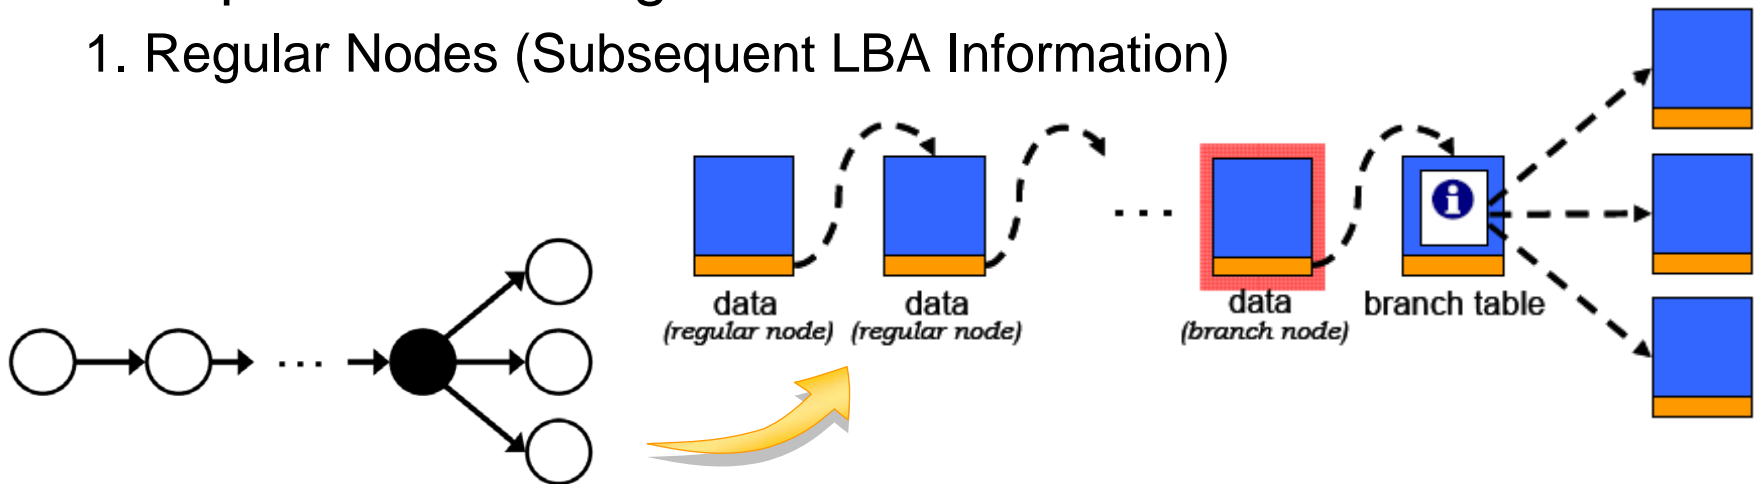 1. Regular Nodes (Subsequent LBA Information)
. . .
. . .
i
data
data
data
branch table
(regular node)
(regular node)
(branch node)